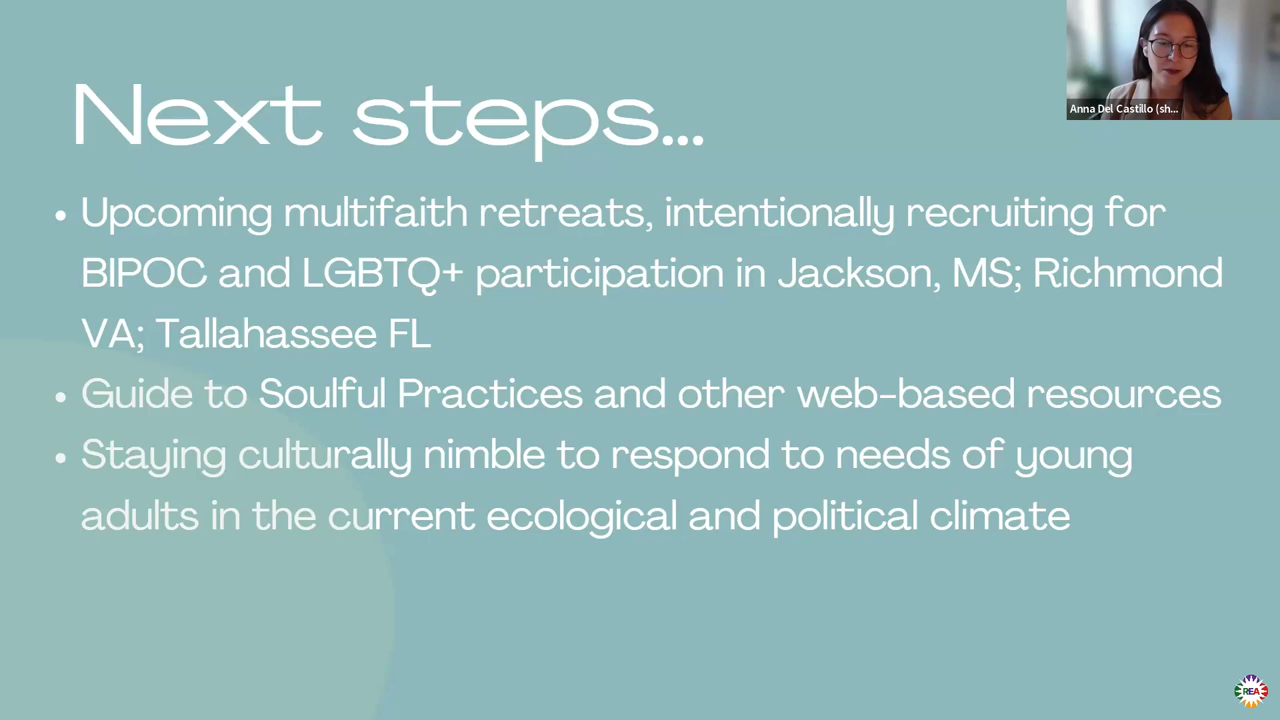 Anna Del Castillo (sh...
Next steps...
• Upcoming multifaith retreats, intentionally recruiting for
BIPOC and LGBTQ+ participation in Jackson, MS; Richmond
VA; Tallahassee FL
• Guide to Soulful Practices and other web-based resources
• Staying culturally nimble to respond to needs of young
adults in the current ecological and political climate
REA